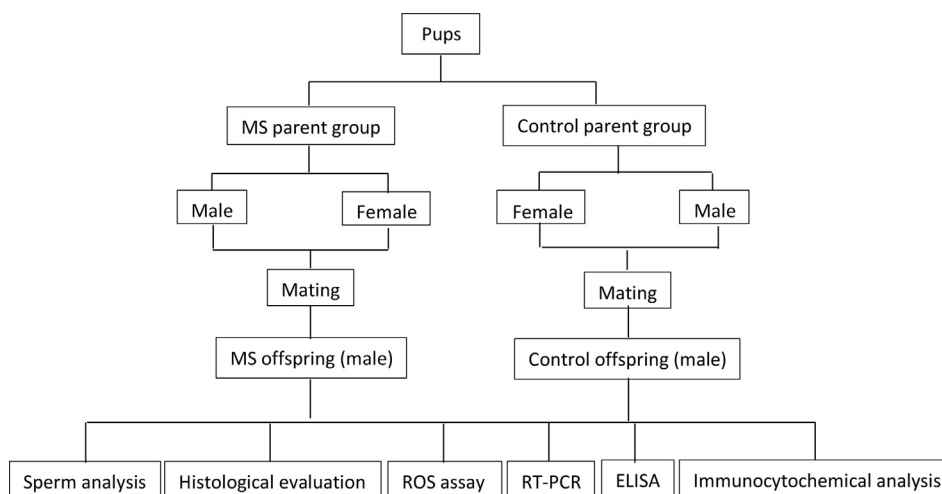 Pups
MS parent group
Control parent group
Male
Female
Female
Male
Mating
Mating
MS offspring (male)
Control offspring (male)
Sperm analysis
Histological evaluation
ROS assay
RT-PCR
ELISA
Immunocytochemical analysis